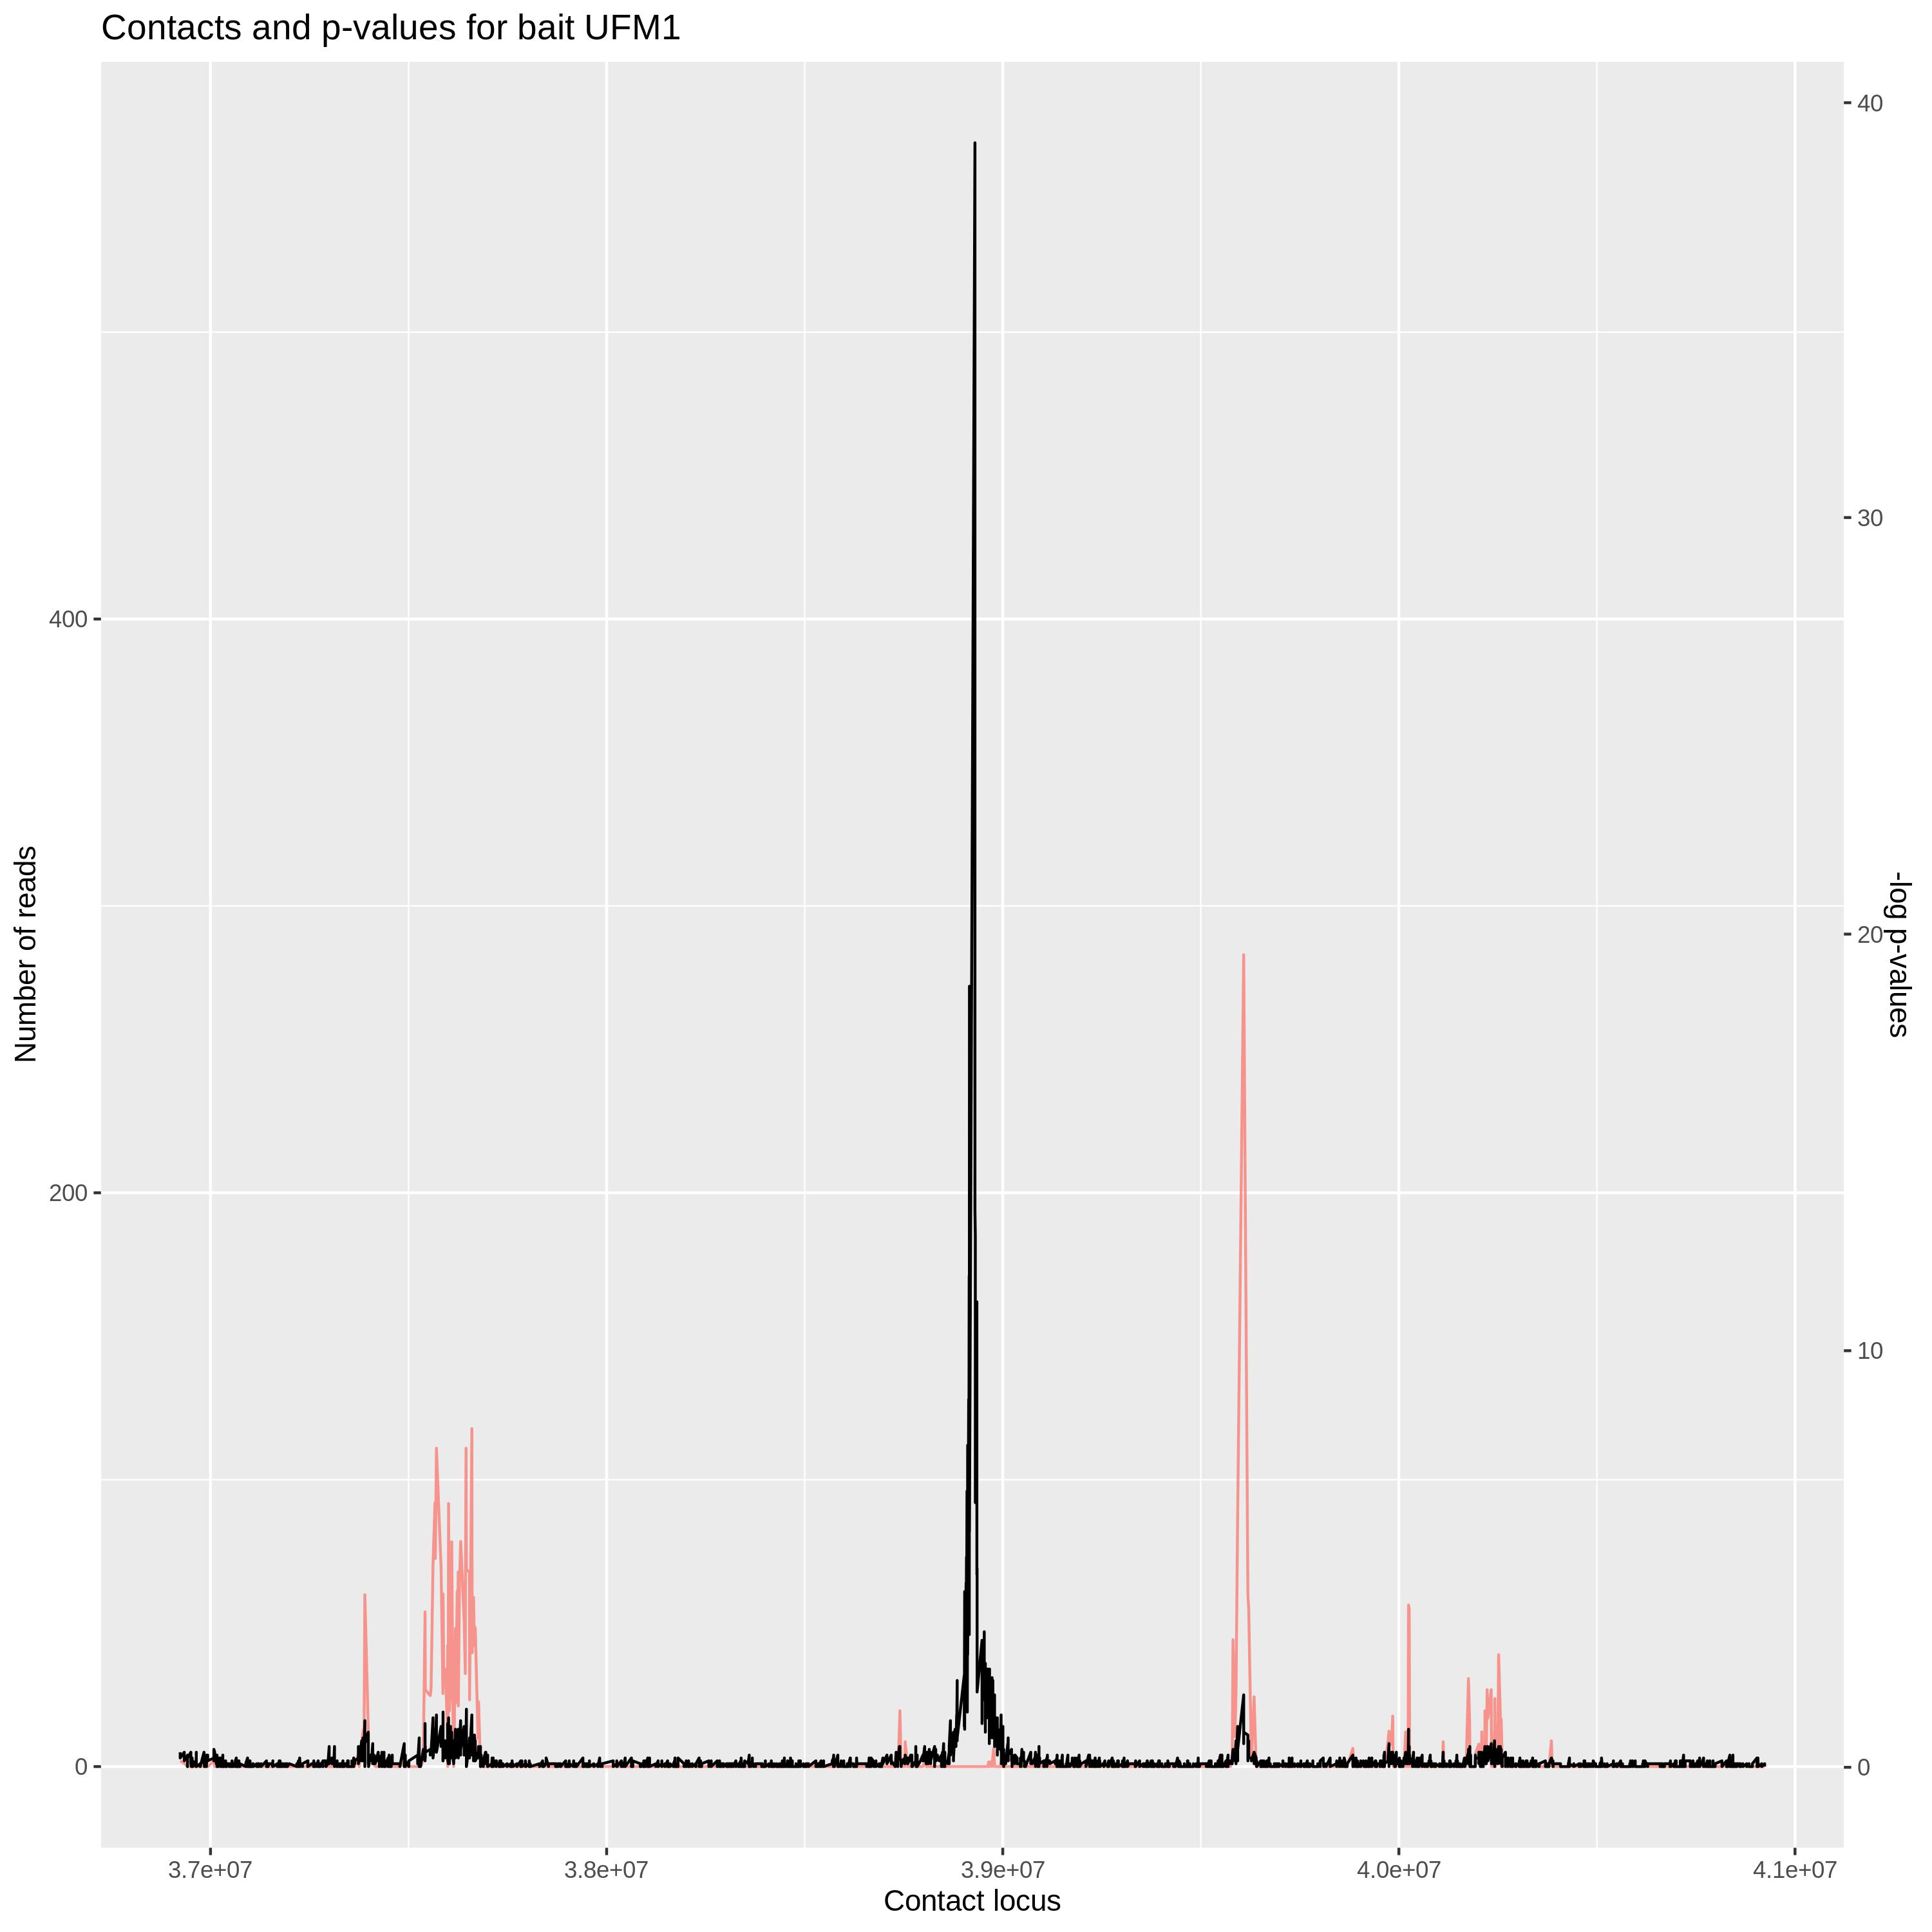 Contacts and p-values for bait UFM1
Number of reads
400
200
0
40
30
20
10
0
-log p-values
3.7e+07
3.8e+07
3.9e+07
4.0e+07
4.1e+07
Contact locus